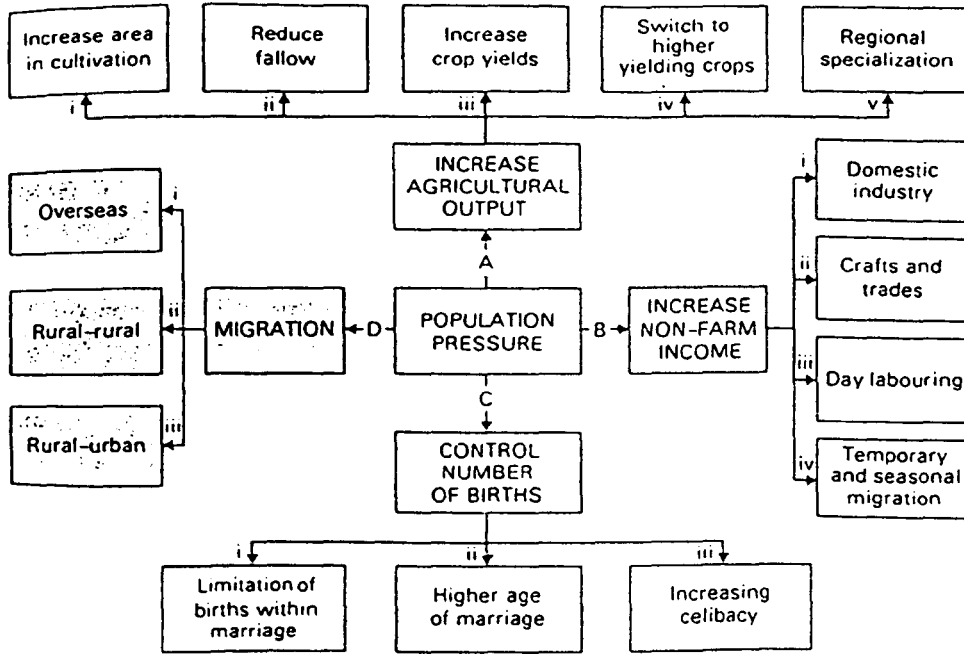 Increase area
in cultivation
Reduce
fallow
Increase
crop yields
Switch to
higher
yielding crops
Regional
specialization
i
ii
iii
iv
v
INCREASE
AGRICULTURAL
OUTPUT
A
Overseas
i
Rural–rural
ii
Rural–urban
iii
MIGRATION
D
POPULATION
PRESSURE
B
INCREASE
NON–FARM
INCOME
i
Domestic
industry
ii
Crafts and
trades
iii
Day labouring
iv
Temporary
and seasonal
migration
C
CONTROL
NUMBER
OF BIRTHS
i
ii
iii
Limitation of
births within
marriage
Higher age
of marriage
Increasing
celibacy